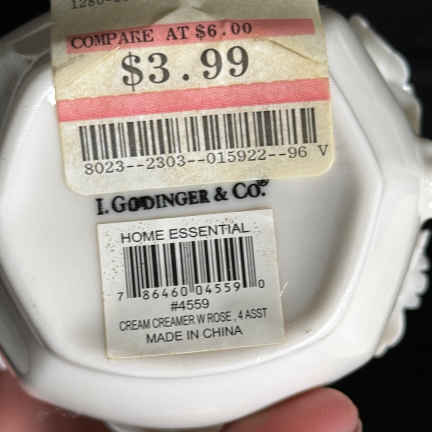 COMPARE AT $6.00
$3.99
8023--2303--015922--96 V
I. GODINGER & CO.®
HOME ESSENTIAL
7 86460 04559 0
#4559
CREAM CREAMER W ROSE , 4 ASST
MADE IN CHINA